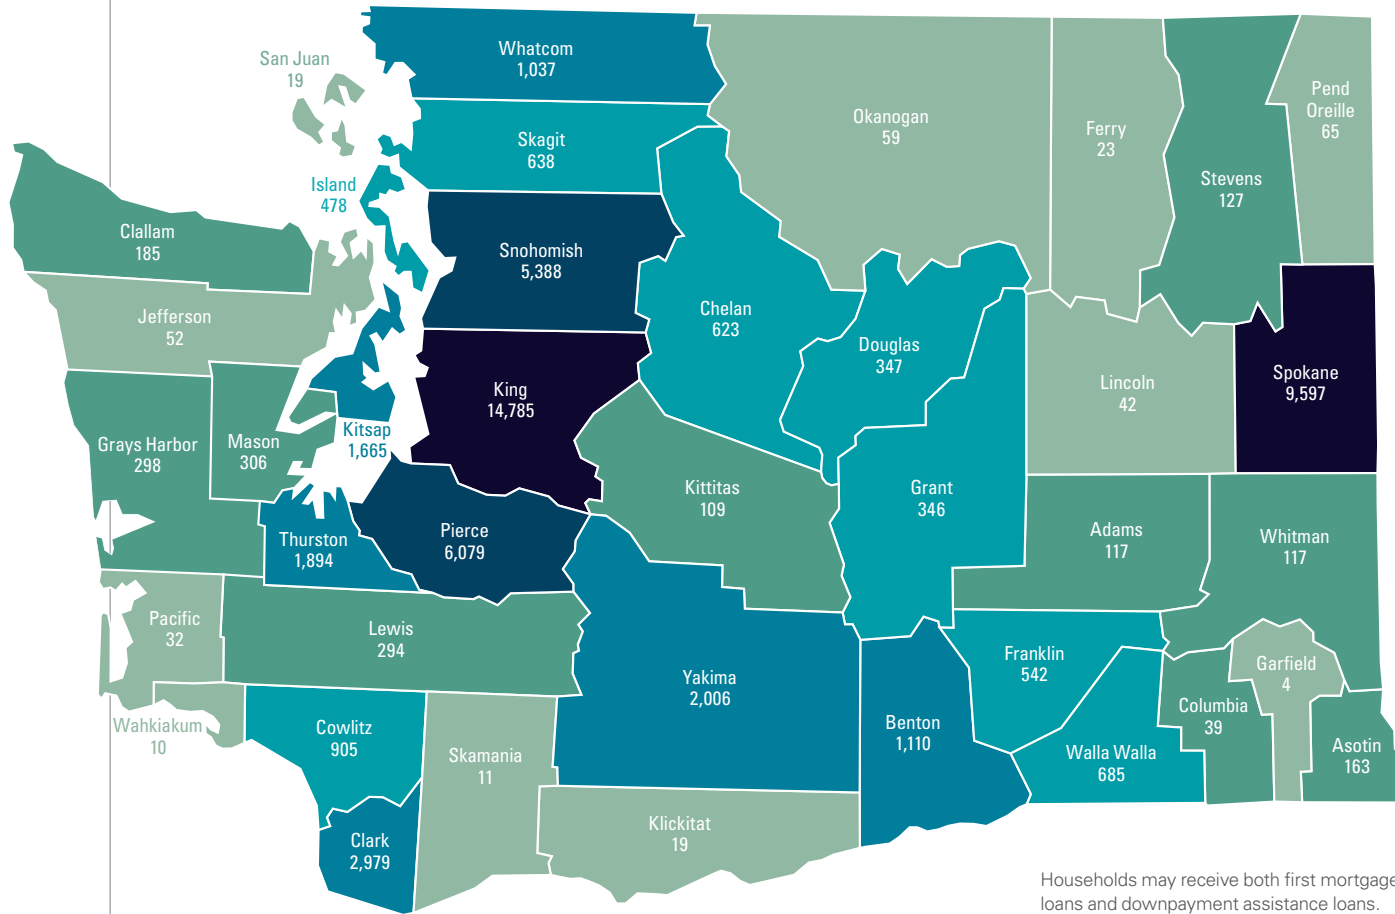 Whatcom
1,037
San Juan
19
Skagit
638
Island
478
Okanogan
59
Ferry
23
Pend
Oreille
65
Stevens
127
Clallam
185
Snohomish
5,388
Jefferson
52
Chelan
623
Douglas
347
King
14,785
Lincoln
42
Spokane
9,597
Grays Harbor
298
Mason
306
Kitsap
1,665
Kittitas
109
Grant
346
Thurston
1,894
Pierce
6,079
Adams
117
Whitman
117
Pacific
32
Lewis
294
Yakima
2,006
Franklin
542
Garfield
4
Columbia
39
Wahkiakum
10
Cowlitz
905
Skamania
11
Benton
1,110
Walla Walla
685
Asotin
163
Clark
2,979
Klickitat
19
Households may receive both first mortgage
loans and downpayment assistance loans.